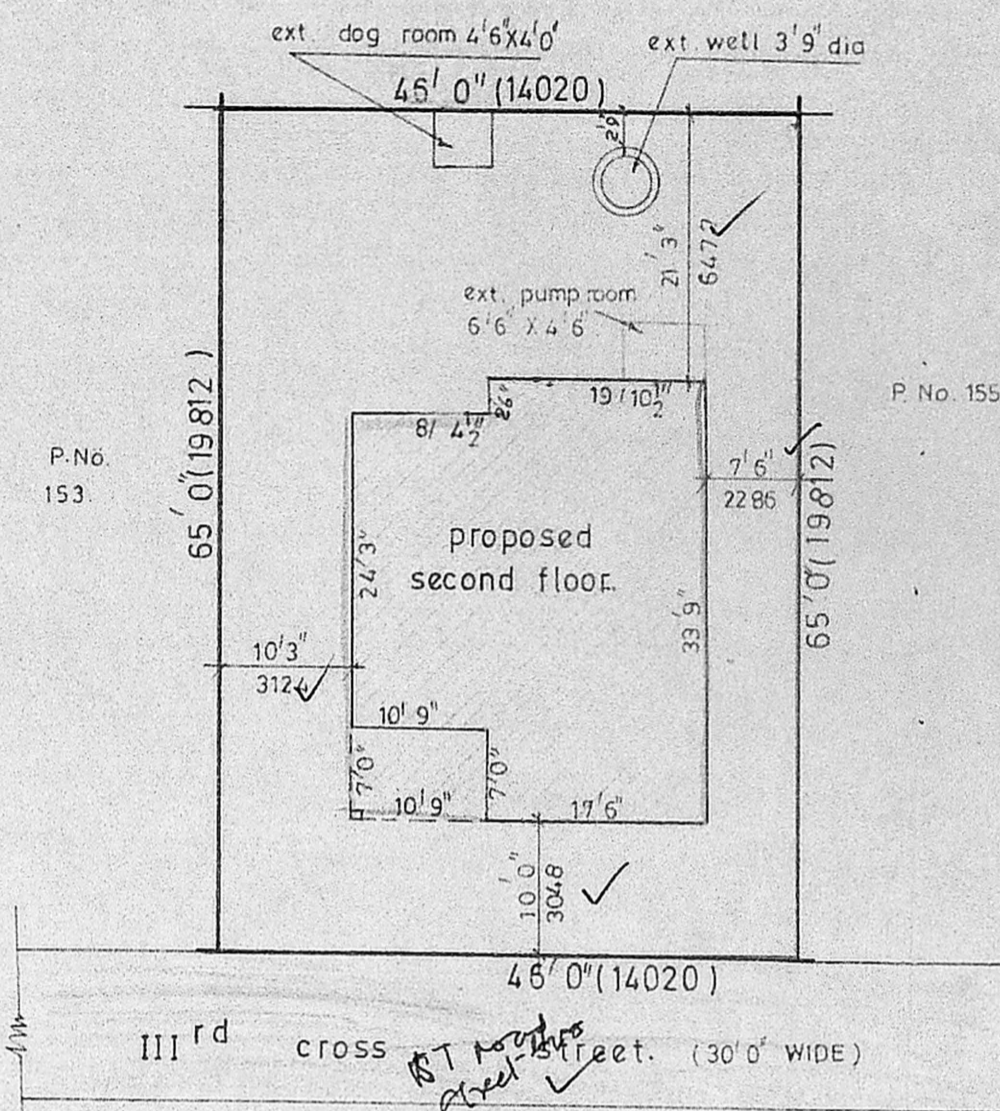 ext. dog room 4'6"X4'0"
ext. well 3'9" dia
46' 0" (14020)
2'9"
21' 3"
6472
ext. pump room
6'6" X 4'6"
19/10½"
2'6"
8/ 4½"
P. No. 155
P.No.
153.
65' 0"(19812)
7'6"
2286
65' 0"(19812)
proposed
second floor.
24/3"
33'9"
10'3"
3124
10' 9"
7'0"
7'0"
10'9"
17'6"
10' 0"
3048
46' 0"(14020)
IIIrd cross street. (30'0" WIDE)
street